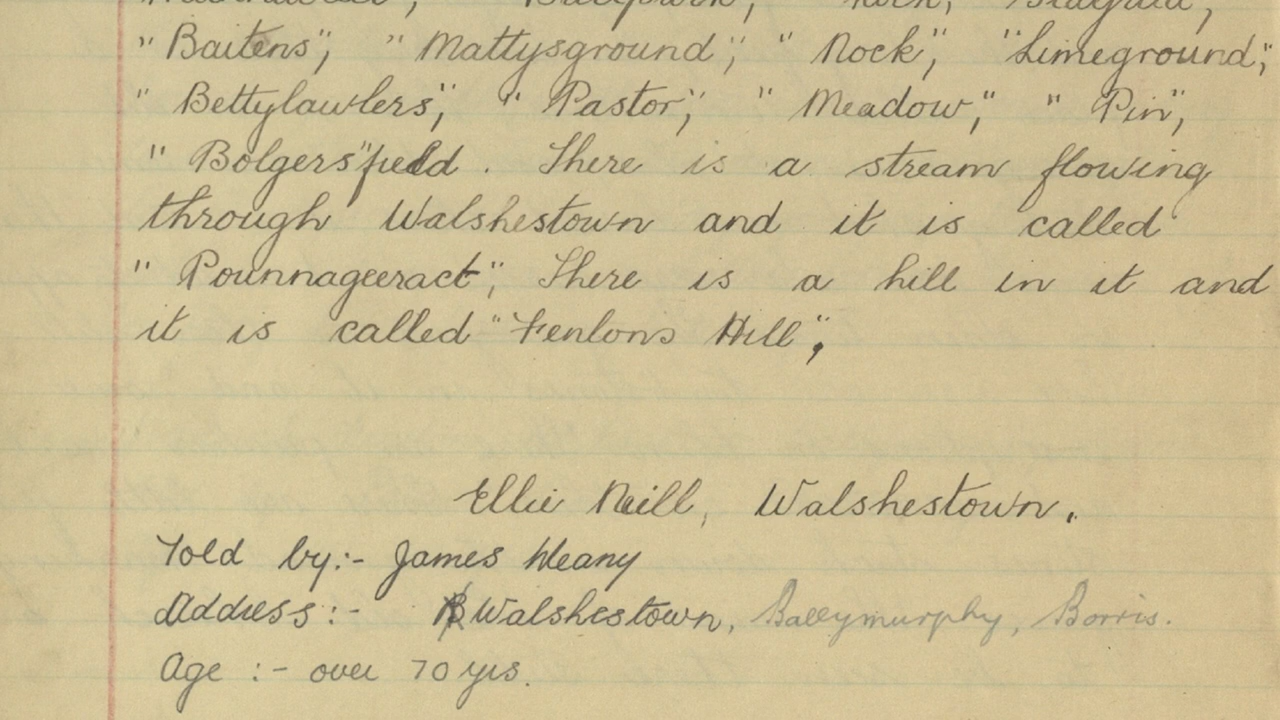 "Baitens", "Mattysground", "Rock", "Limeground",
"Bettylawlers", "Pastor", "Meadow", "Pin",
"Bolgers"field. There is a stream flowing
through Walshestown and it is called
"Pounnageeract", There is a hill in it and
it is called "Fenlons Hill",
Ellie Neill, Walshestown.
Told by:- James Heany
Address:- Walshestown, Ballymurphy, Borris.
Age :- over 70 yrs.